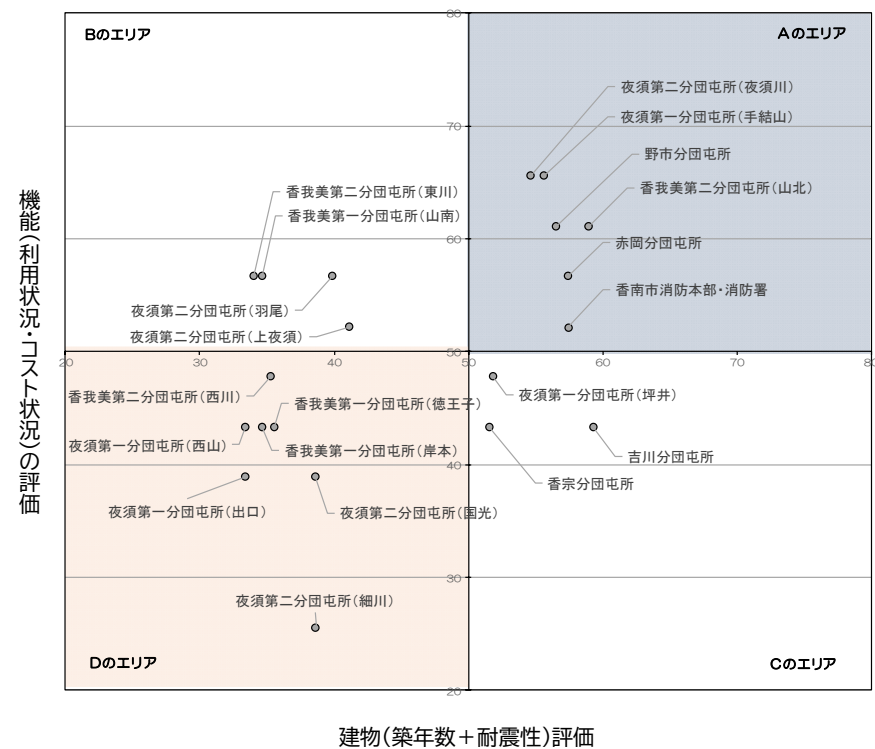 80
Bのエリア
Aのエリア
夜須第二分団屯所(夜須川)
夜須第一分団屯所(手結山)
70
野市分団屯所
香我美第二分団屯所(山北)
香我美第二分団屯所(東川)
香我美第一分団屯所(山南)
60
赤岡分団屯所
香南市消防本部・消防署
夜須第二分団屯所(羽尾)
夜須第二分団屯所(上夜須)
50
20
30
40
50
60
70
香我美第二分団屯所(西川)
香我美第一分団屯所(徳王子)
夜須第一分団屯所(坪井)
夜須第一分団屯所(西山)
香我美第一分団屯所(岸本)
吉川分団屯所
40
香宗分団屯所
夜須第一分団屯所(出口)
夜須第二分団屯所(国光)
30
夜須第二分団屯所(細川)
Dのエリア
Cのエリア
20
機能(利用状況・コスト状況)の評価
建物(築年数+耐震性)評価